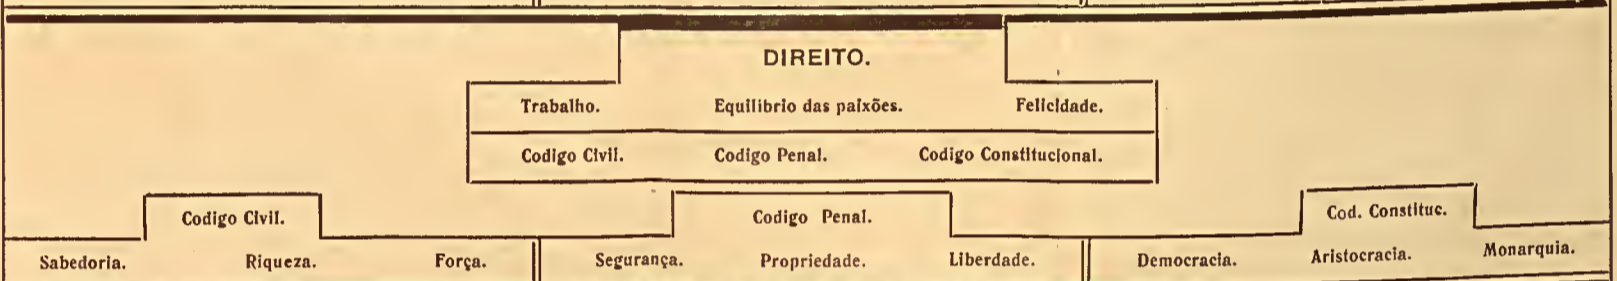 DIREITO.
Trabalho. Equilibrio das paixões. Felicidade.
Codigo Civil. Codigo Penal. Codigo Constitucional.
Codigo Civil. Codigo Penal. Cod. Constituc.
Sabedoria. Riqueza. Força. Segurança. Propriedade. Liberdade. Democracia. Aristocracia. Monarquia.